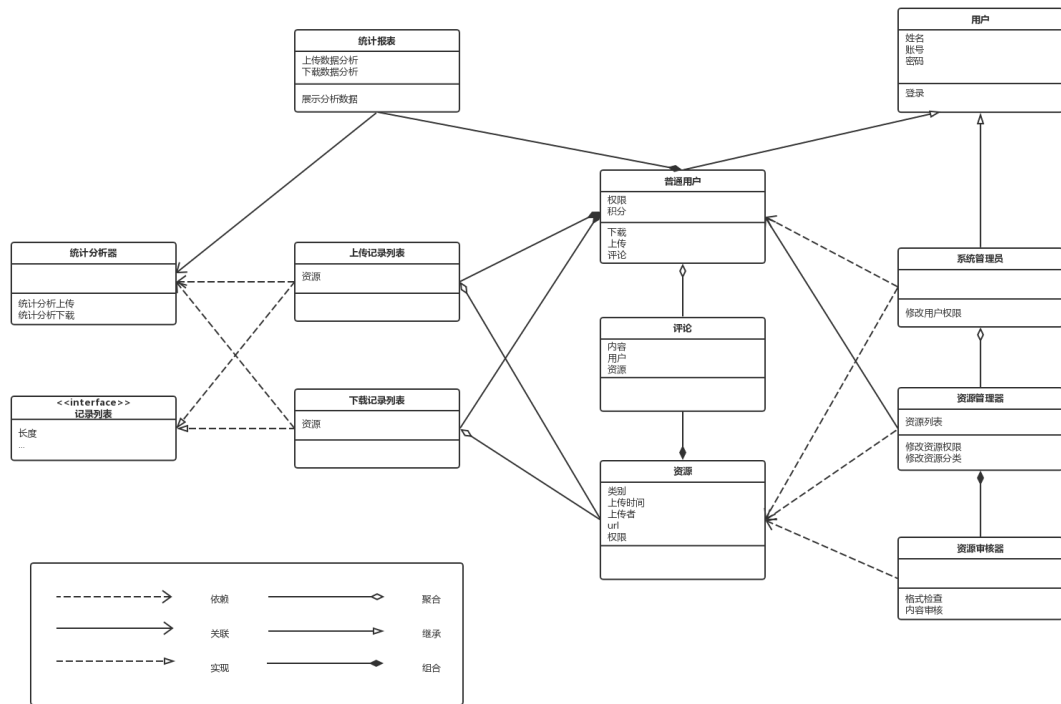 用户
姓名
账号
密码
登录
统计报表
上传数据分析
下载数据分析
展示分析数据
普通用户
权限
积分
下载
上传
评论
统计分析器
统计分析上传
统计分析下载
上传记录列表
资源
系统管理员
修改用户权限
评论
内容
用户
资源
<<interface>>
记录列表
长度
...
下载记录列表
资源
资源管理器
资源列表
修改资源权限
修改资源分类
资源
类别
上传时间
上传者
url
权限
资源审核器
格式检查
内容审核
依赖
聚合
关联
继承
实现
组合